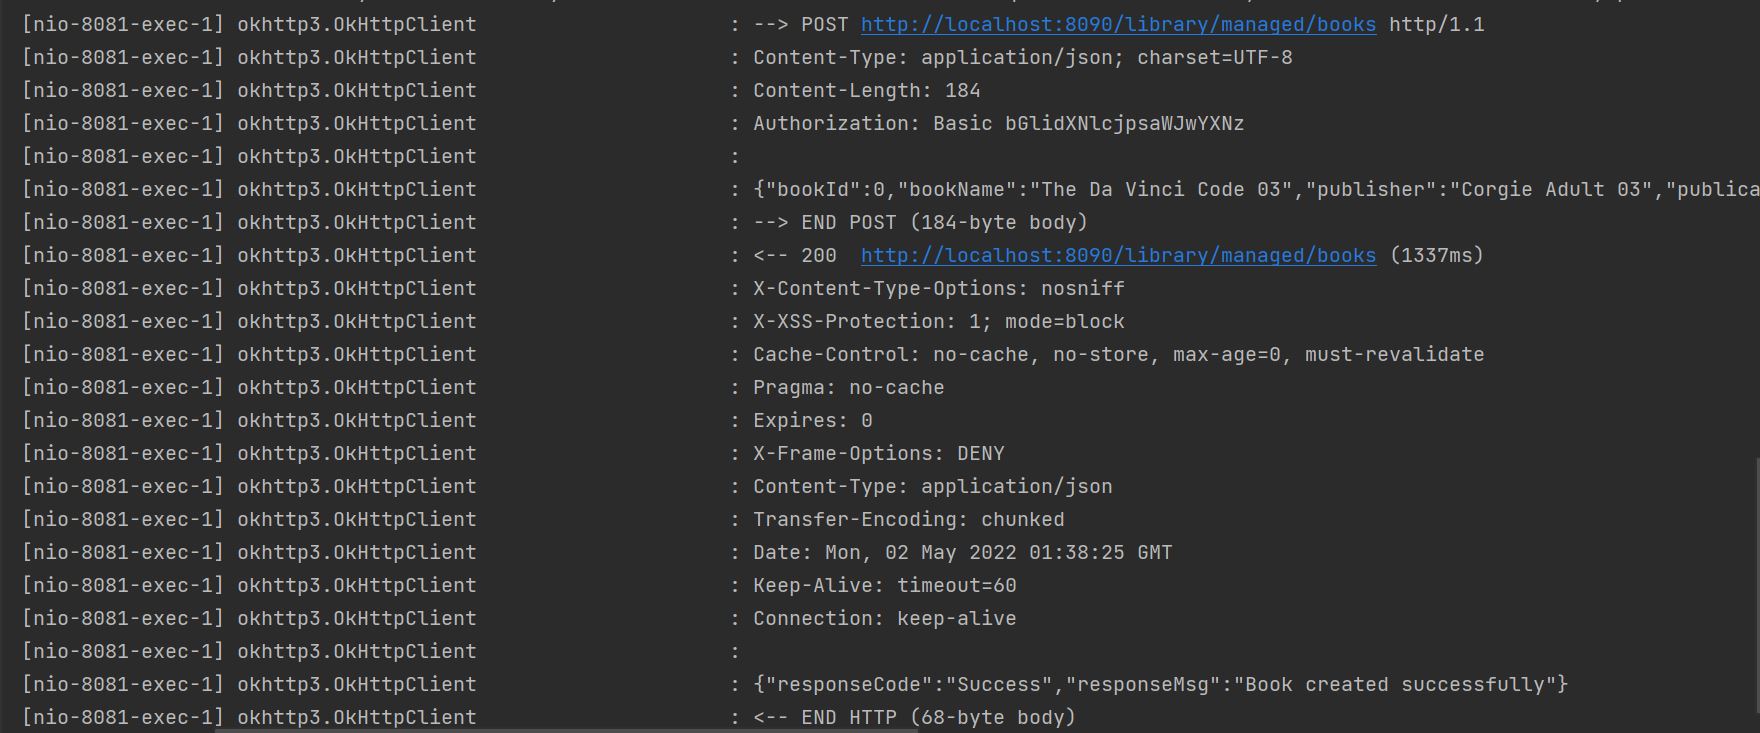 [nio-8081-exec-1] okhttp3.OkHttpClient : --> POST http://localhost:8090/library/managed/books http/1.1
[nio-8081-exec-1] okhttp3.OkHttpClient : Content-Type: application/json; charset=UTF-8
[nio-8081-exec-1] okhttp3.OkHttpClient : Content-Length: 184
[nio-8081-exec-1] okhttp3.OkHttpClient : Authorization: Basic bGlidXNlcjpsaWJwYXNz
[nio-8081-exec-1] okhttp3.OkHttpClient :
[nio-8081-exec-1] okhttp3.OkHttpClient : {"bookId":0,"bookName":"The Da Vinci Code 03","publisher":"Corgie Adult 03","publica
[nio-8081-exec-1] okhttp3.OkHttpClient : --> END POST (184-byte body)
[nio-8081-exec-1] okhttp3.OkHttpClient : <-- 200 http://localhost:8090/library/managed/books (1337ms)
[nio-8081-exec-1] okhttp3.OkHttpClient : X-Content-Type-Options: nosniff
[nio-8081-exec-1] okhttp3.OkHttpClient : X-XSS-Protection: 1; mode=block
[nio-8081-exec-1] okhttp3.OkHttpClient : Cache-Control: no-cache, no-store, max-age=0, must-revalidate
[nio-8081-exec-1] okhttp3.OkHttpClient : Pragma: no-cache
[nio-8081-exec-1] okhttp3.OkHttpClient : Expires: 0
[nio-8081-exec-1] okhttp3.OkHttpClient : X-Frame-Options: DENY
[nio-8081-exec-1] okhttp3.OkHttpClient : Content-Type: application/json
[nio-8081-exec-1] okhttp3.OkHttpClient : Transfer-Encoding: chunked
[nio-8081-exec-1] okhttp3.OkHttpClient : Date: Mon, 02 May 2022 01:38:25 GMT
[nio-8081-exec-1] okhttp3.OkHttpClient : Keep-Alive: timeout=60
[nio-8081-exec-1] okhttp3.OkHttpClient : Connection: keep-alive
[nio-8081-exec-1] okhttp3.OkHttpClient :
[nio-8081-exec-1] okhttp3.OkHttpClient : {"responseCode":"Success","responseMsg":"Book created successfully"}
[nio-8081-exec-1] okhttp3.OkHttpClient : <-- END HTTP (68-byte body)